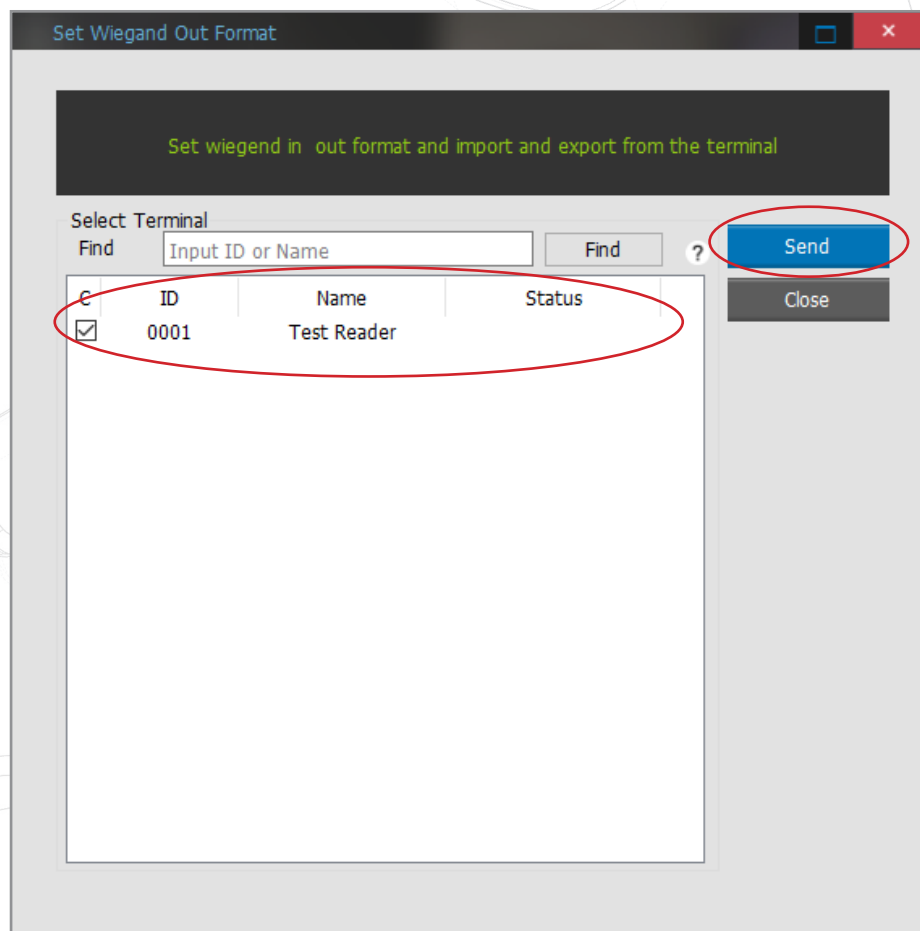 Set Wiegand Out Format
Set wiegend in out format and import and export from the terminal
Select Terminal
Find Input ID or Name Find ? Send
C ID Name Status Close
0001 Test Reader